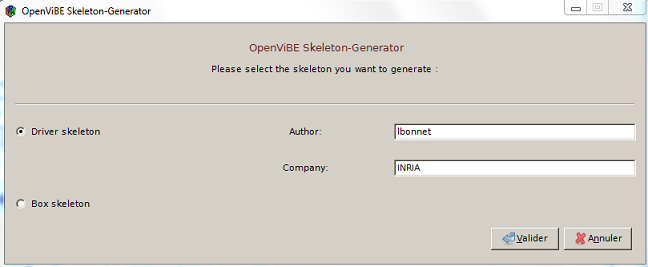 OpenViBE Skeleton-Generator
OpenViBE Skeleton-Generator
Please select the skeleton you want to generate :
Driver skeleton
Author:
lbonnet
Company:
INRIA
Box skeleton
Valider
Annuler